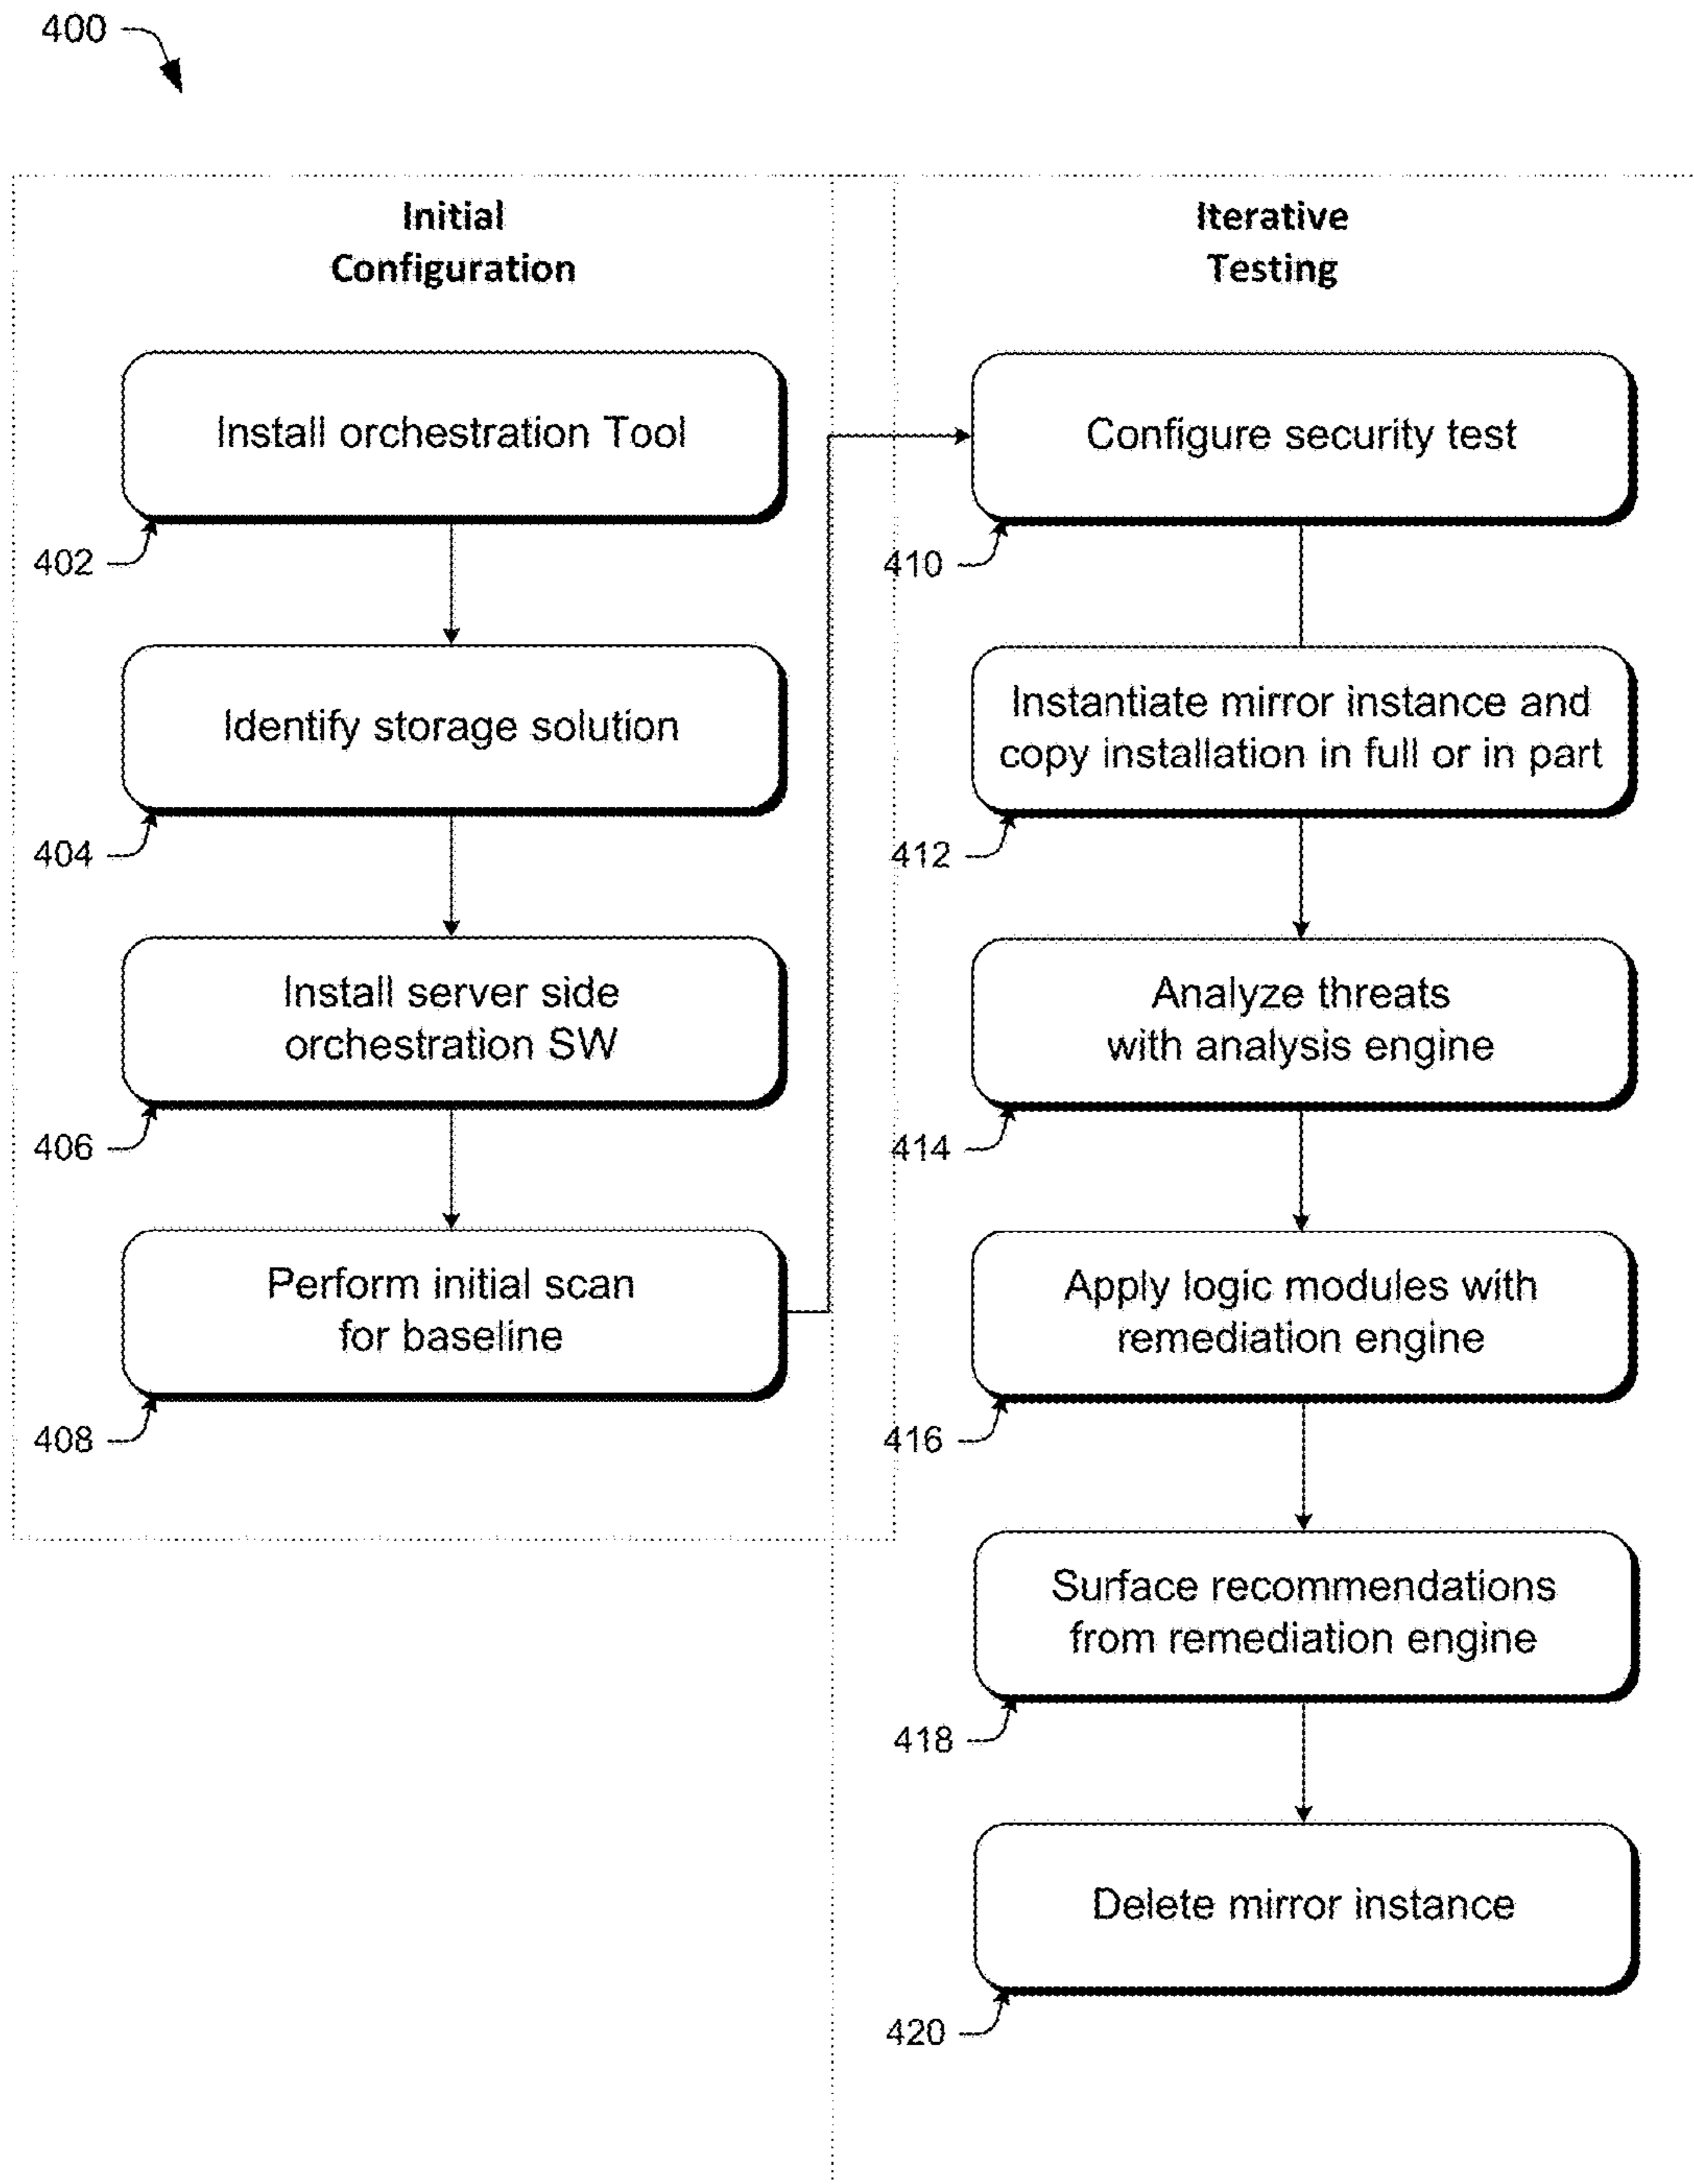 400
Initial
Configuration
Install orchestration Tool
402
Identify storage solution
404
Install server side
orchestration SW
406
Perform initial scan
for baseline
408
Iterative
Testing
Configure security test
410
Instantiate mirror instance and
copy installation in full or in part
412
Analyze threats
with analysis engine
414
Apply logic modules with
remediation engine
416
Surface recommendations
from remediation engine
418
Delete mirror instance
420